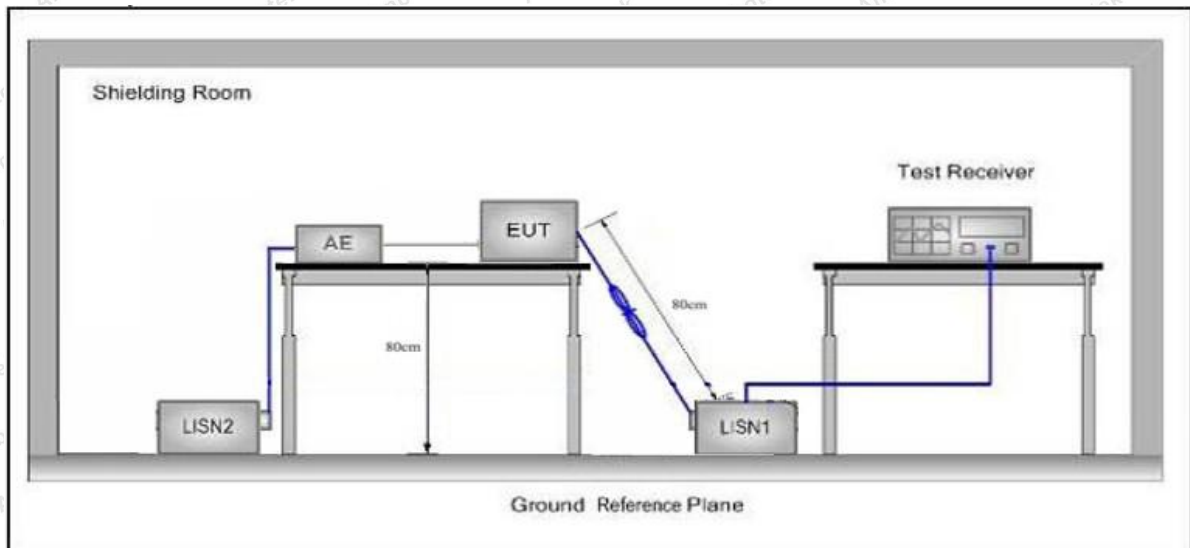 Shielding Room
Test Receiver
AE
EUT
80cm
80cm
LISN2
LISN1
Ground Reference Plane